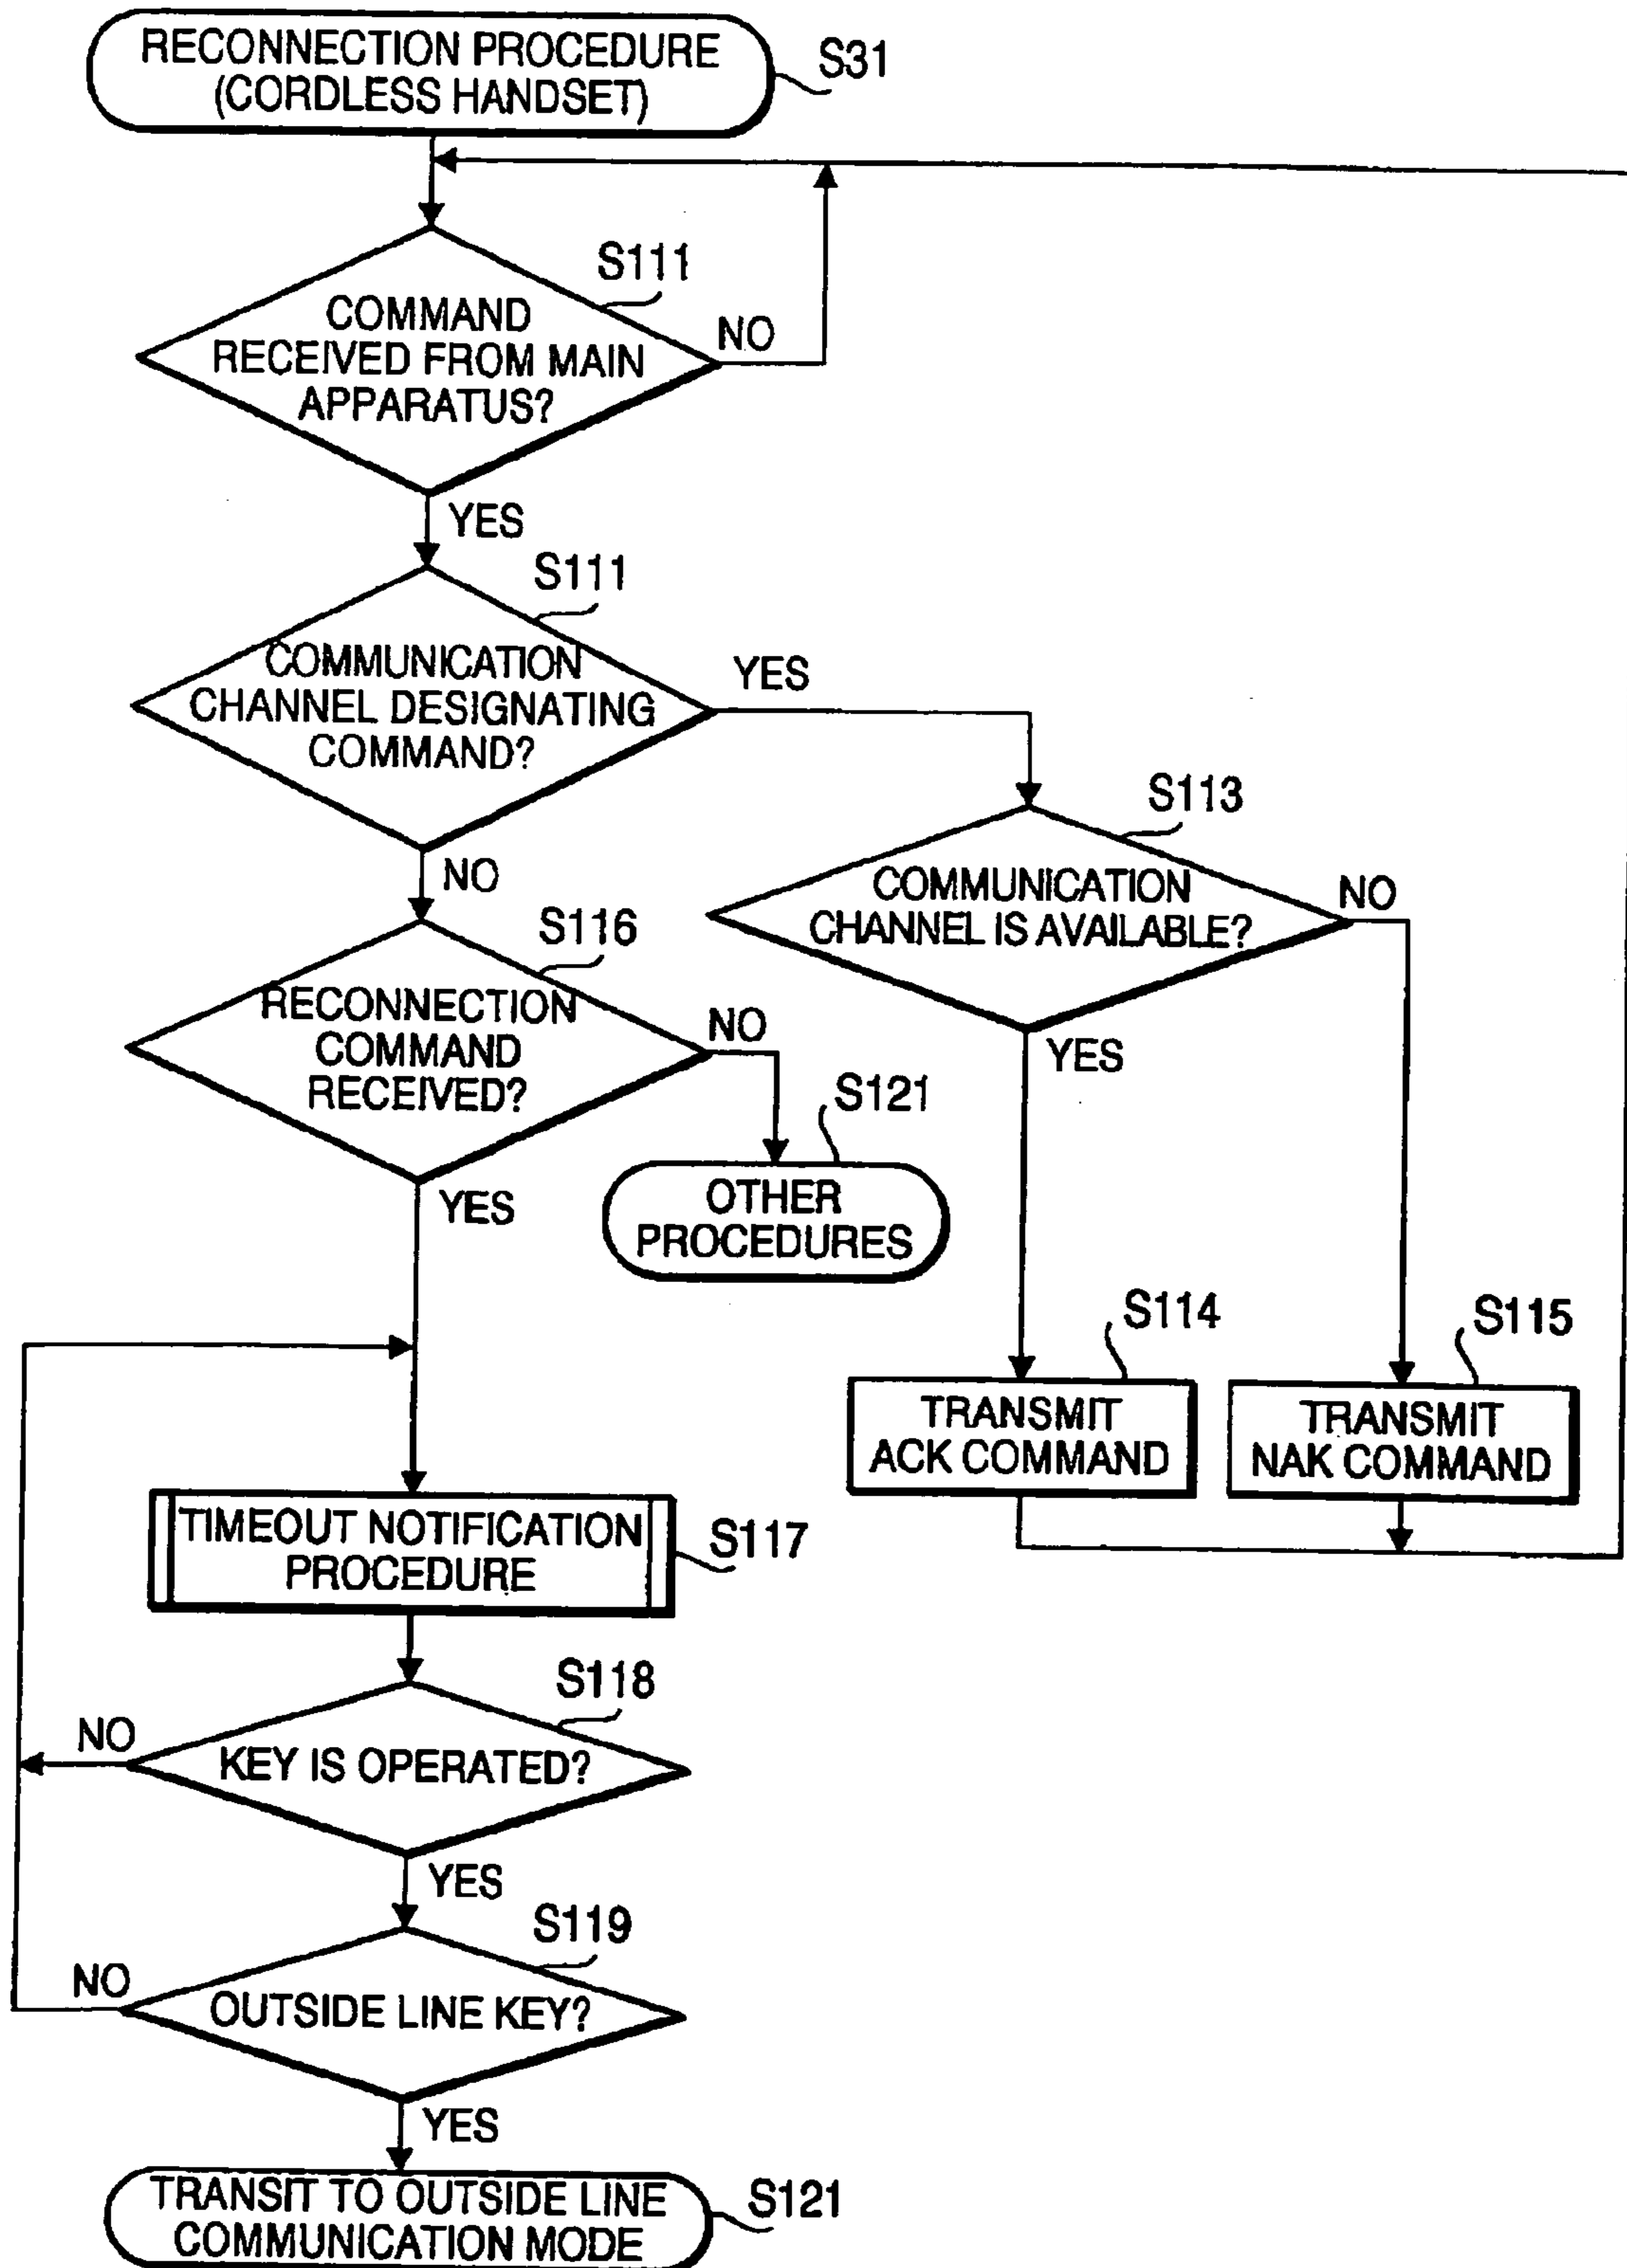 RECONNECTION PROCEDURE
(CORDLESS HANDSET)
S31
S111
COMMAND
RECEIVED FROM MAIN
APPARATUS?
NO
YES
S111
COMMUNICATION
CHANNEL DESIGNATING
COMMAND?
YES
NO
S113
COMMUNICATION
CHANNEL IS AVAILABLE?
NO
YES
S116
RECONNECTION
COMMAND
RECEIVED?
NO
YES
S121
OTHER
PROCEDURES
S114
TRANSMIT
ACK COMMAND
S115
TRANSMIT
NAK COMMAND
TIMEOUT NOTIFICATION
PROCEDURE
S117
S118
KEY IS OPERATED?
NO
YES
S119
OUTSIDE LINE KEY?
NO
YES
TRANSIT TO OUTSIDE LINE
COMMUNICATION MODE
S121